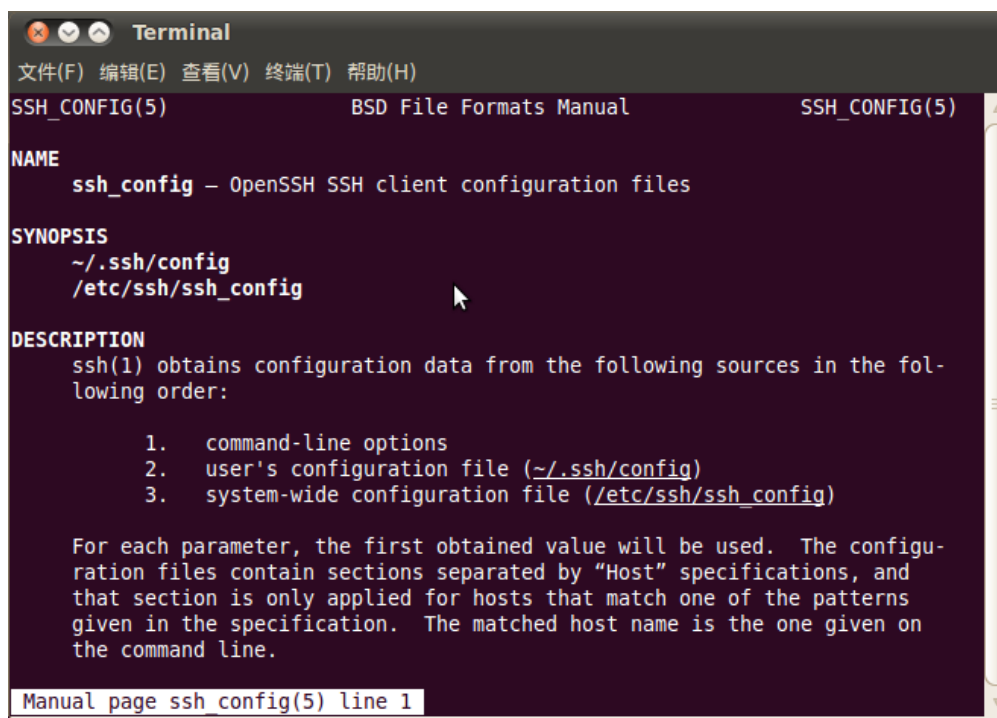 Terminal
文件(F) 编辑(E) 查看(V) 终端(T) 帮助(H)
SSH_CONFIG(5) BSD File Formats Manual SSH_CONFIG(5)
NAME
ssh_config — OpenSSH SSH client configuration files
SYNOPSIS
~/.ssh/config
/etc/ssh/ssh_config
DESCRIPTION
ssh(1) obtains configuration data from the following sources in the fol-
lowing order:
1. command-line options
2. user's configuration file (~/.ssh/config)
3. system-wide configuration file (/etc/ssh/ssh_config)
For each parameter, the first obtained value will be used. The configu-
ration files contain sections separated by “Host” specifications, and
that section is only applied for hosts that match one of the patterns
given in the specification. The matched host name is the one given on
the command line.
Manual page ssh_config(5) line 1